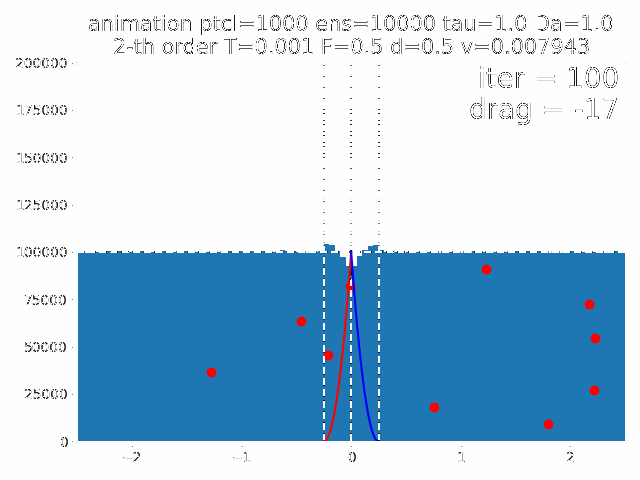 animation ptcl=1000 ens=10000 tau=1.0 Da=1.0
2-th order T=0.001 F=0.5 d=0.5 v=0.007943
iter = 100
drag = -17
200000
175000
150000
125000
100000
75000
50000
25000
0
−2 −1 0 1 2